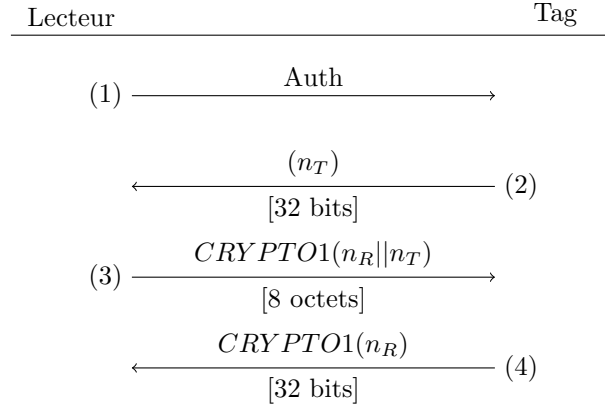 Lecteur Tag
(1) Auth
(n_T)
(2)
[32 bits]
CRYPTO1(n_R||n_T)
(3)
[8 octets]
CRYPTO1(n_R)
(4)
[32 bits]